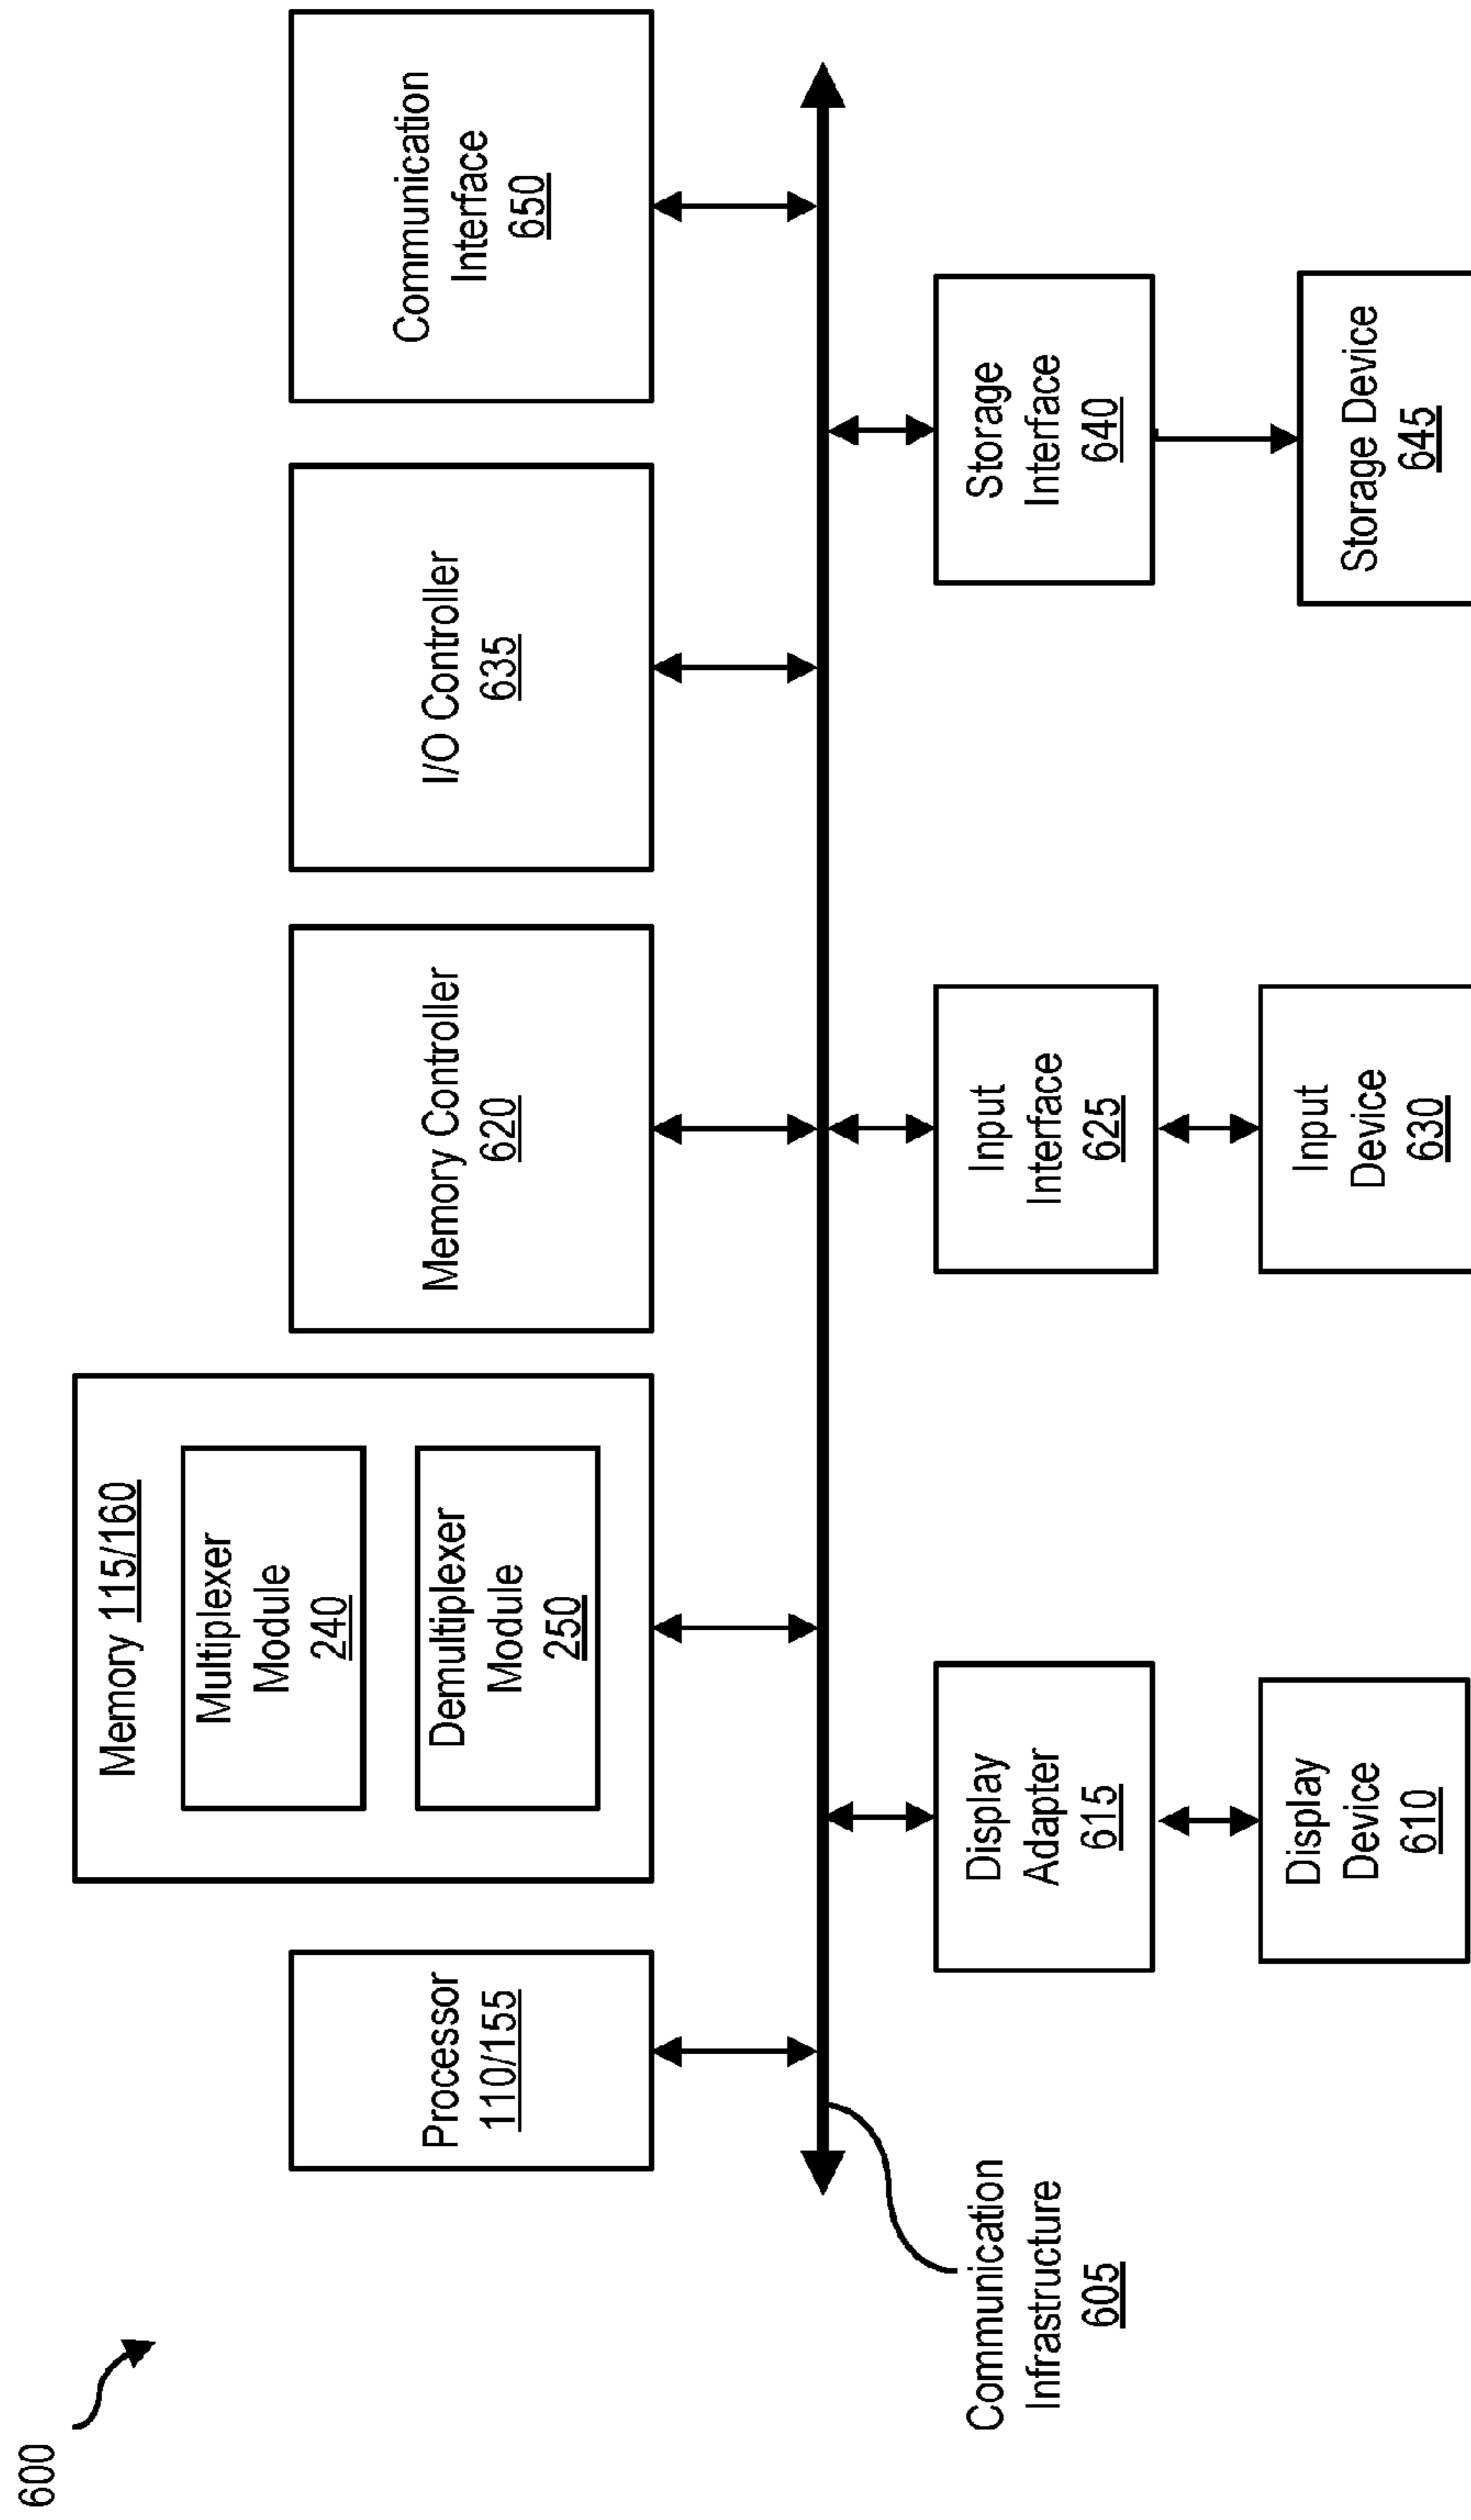 600
Processor
110/155
Memory 115/160
Multiplexer
Module
240
Demultiplexer
Module
250
Memory Controller
620
I/O Controller
635
Communication
Interface
650
Communication
Infrastructure
605
Display
Adapter
615
Input
Interface
625
Storage
Interface
640
Display
Device
610
Input
Device
630
Storage Device
645